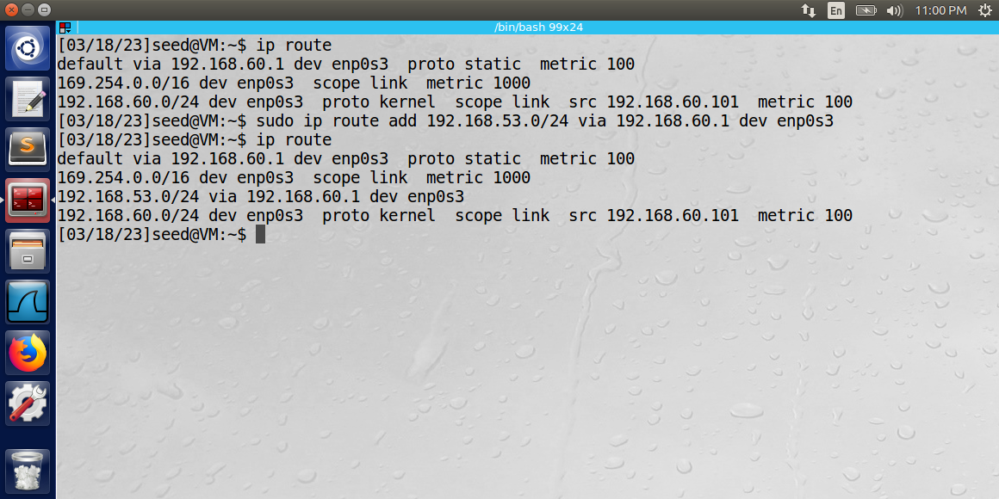 En
11:00 PM
/bin/bash 99x24
[03/18/23]seed@VM:~$ ip route
default via 192.168.60.1 dev enp0s3  proto static  metric 100
169.254.0.0/16 dev enp0s3  scope link  metric 1000
192.168.60.0/24 dev enp0s3  proto kernel  scope link  src 192.168.60.101  metric 100
[03/18/23]seed@VM:~$ sudo ip route add 192.168.53.0/24 via 192.168.60.1 dev enp0s3
[03/18/23]seed@VM:~$ ip route
default via 192.168.60.1 dev enp0s3  proto static  metric 100
169.254.0.0/16 dev enp0s3  scope link  metric 1000
192.168.53.0/24 via 192.168.60.1 dev enp0s3
192.168.60.0/24 dev enp0s3  proto kernel  scope link  src 192.168.60.101  metric 100
[03/18/23]seed@VM:~$